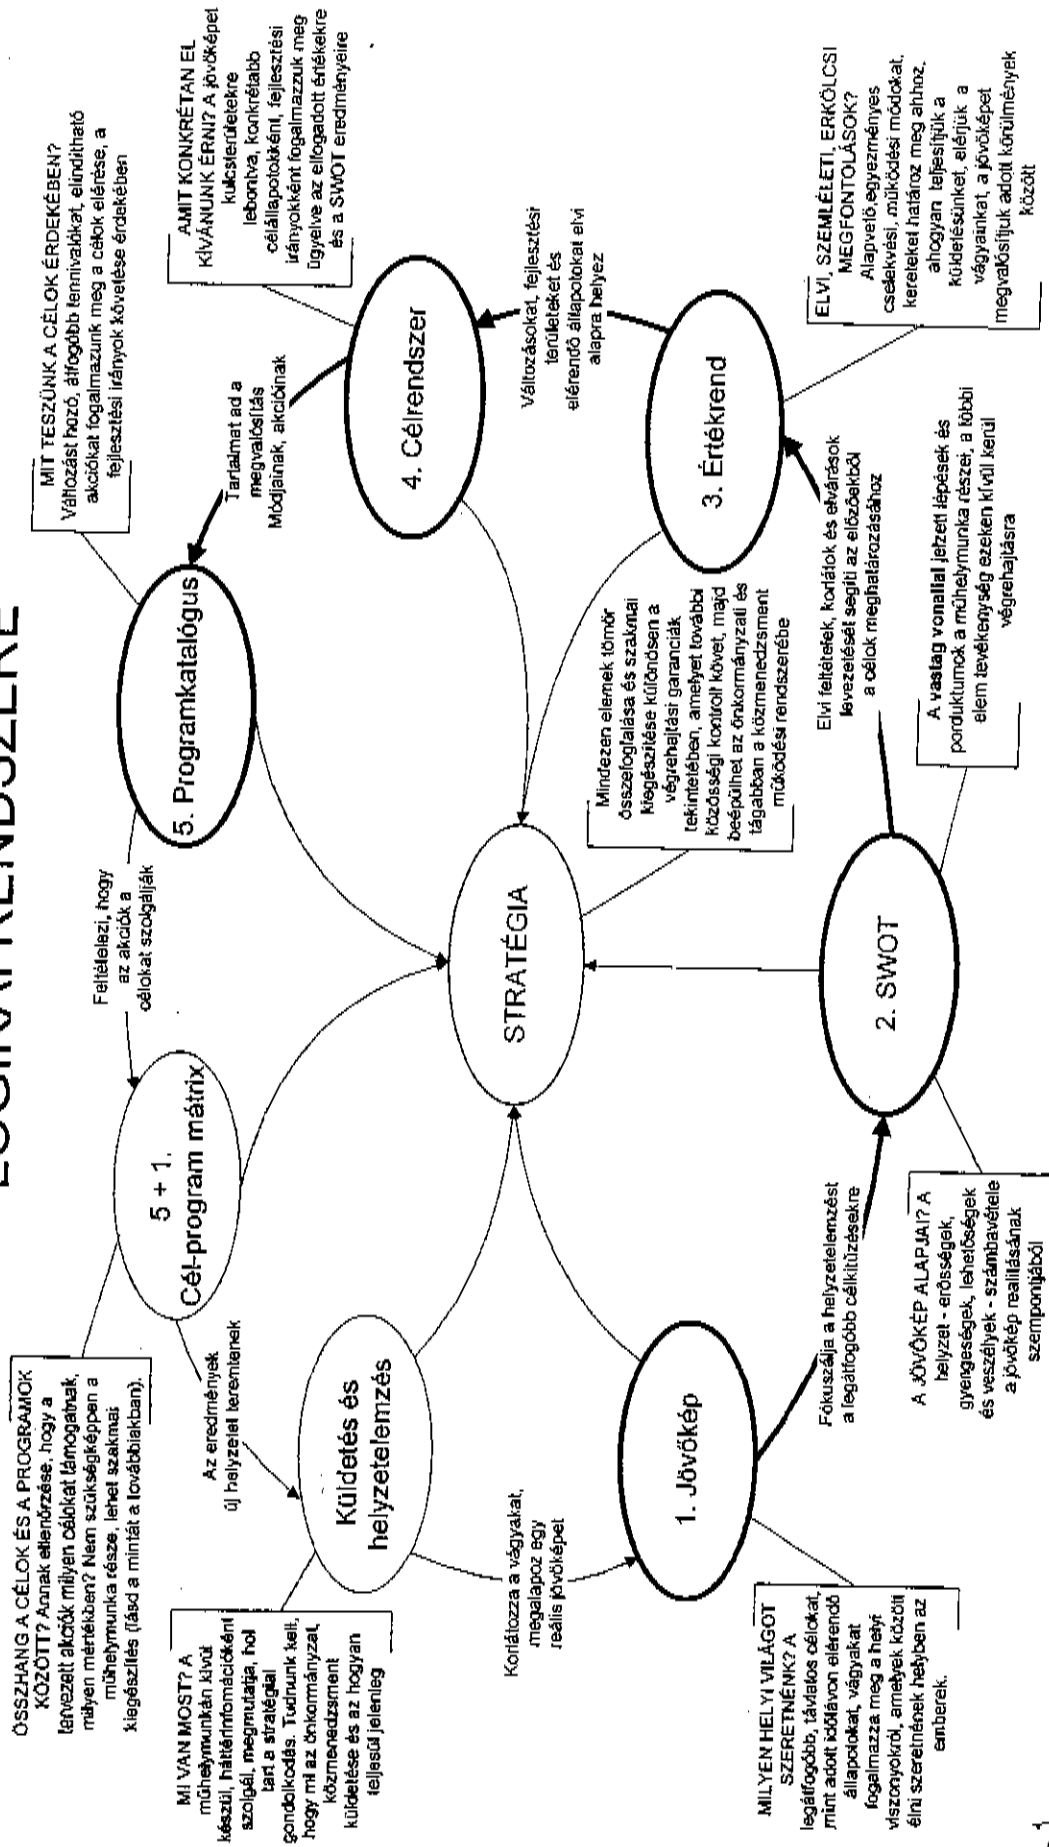 LOGIKAI RENDSZERE
ÖSSZHANG A CÉLOK ÉS A PROGRAMOK
KÖZÖTT? Annak ellenőrzése, hogy a
tervezett akciók milyen célokat támogatnak,
milyen mértékben? Nem szükségképpen a
műhelymunka része, lehet szakmai
kiegészítés (lásd a mintát a továbbiakban).
MIT TESZÜNK A CÉLOK ÉRDEKÉBEN?
Változást hozó, átfogóbb tennivalókat, elindítható
akciókat fogalmazunk meg a célok elérése, a
fejlesztési irányok követése érdekében
Feltételezi, hogy
az akciók a
célokat szolgálják
5 + 1.
Cél-program mátrix
5. Programkatalógus
Tartalmat ad a
megvalósítás
Módjainak, akcióinak
AMIT KONKRÉTAN EL
KÍVÁNUNK ÉRNI? A jövőképet
kulcsterületekre
lebontva, konkrétabb
célállapotokként, fejlesztési
irányokként fogalmazzuk meg
ügyelve az elfogadott értékekre
és a SWOT eredményeire
Az eredmények
új helyzetet teremtenek
MI VAN MOST? A
műhelymunkán kívül
készül, háttérinfomációként
szolgál, megmutatja, hol
tart a stratégiai
gondolkodás. Tudnunk kell,
hogy mi az önkormányzat,
közmenedzsment
küldetése és az hogyan
teljesül jelenleg
Küldetés és
helyzetelemzés
4. Célrendszer
STRATÉGIA
Változásokat, fejlesztési
területeket és
elérendő állapotokat elvi
alapra helyez
Korlátozza a vágyakat,
megalapoz egy
reális jövőképet
Mindezen elemek tömör
összefoglalása és szakmai
kiegészítése különösen a
végrehajtási garanciák
tekintetében, amelyet további
közösségi kontroll követ, majd
beépülhet az önkormányzati és
tágabban a közmenedzsment
működési rendszerébe
1. Jövőkép
3. Értékrend
MILYEN HELYI VILÁGOT
SZERETNÉNK? A
legátfogóbb, távlatos célokat,
mint adott időtávon elérendő
állapotokat, vágyakat
fogalmazza meg a helyi
viszonyokról, amelyek között
élni szeretnének helyben az
emberek.
Fókuszálja a helyzetelemzést
a legátfogóbb célkitűzésekre
2. SWOT
Elvi feltételek, korlátok és elvárások
levezetését segíti az előzőekből
a célok meghatározásához
ELVI, SZEMLÉLETI, ERKÖLCSI
MEGFONTOLÁSOK?
Alapvető,egyezményes
cselekvési, működési módokat,
kereteket határoz meg ahhoz,
ahogyan teljesítjük a
küldetésünket, elérjük a
vágyainkat, a jövőképet
megvalósítjuk adott körülmények
között
A JÖVŐKÉP ALAPJAI? A
helyzet - erősségek,
gyengeségek, lehetőségek
és veszélyek - számbavétele
a jövőkép realitásának
szempontjából
A vastag vonallal jelzett lépések és
porduktumok a műhelymunka részei, a többi
elem tevékenység ezeken kívül kerül
végrehajtásra